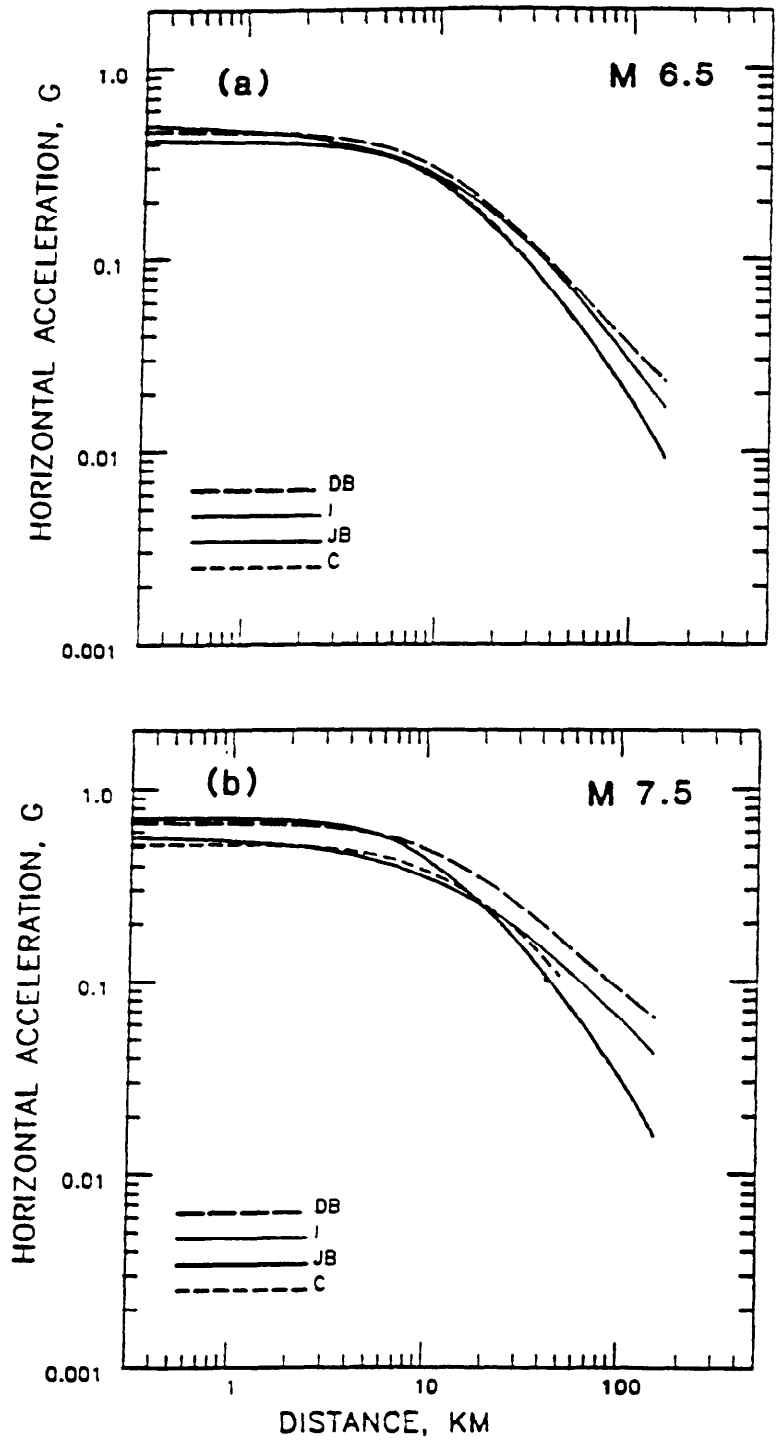 (a)
M 6.5
1.0
0.1
0.01
0.001
HORIZONTAL ACCELERATION, G
DB
I
JB
C
(b)
M 7.5
1.0
0.1
0.01
0.001
HORIZONTAL ACCELERATION, G
DB
I
JB
C
1 10 100
DISTANCE, KM